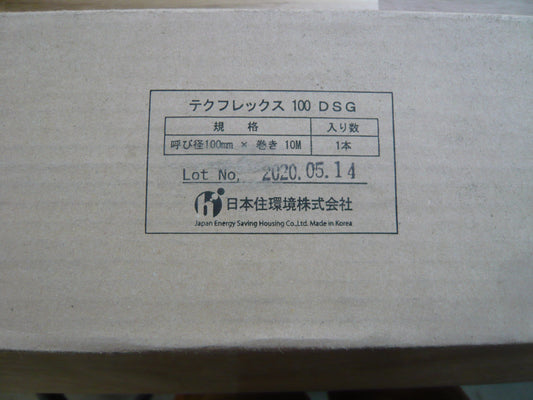 テクフレックス 100 DSG
規 格 入り数
呼び径100mm × 巻き 10M 1本
Lot No. 2020.05.14
日本住環境株式会社
Japan Energy Saving Housing Co.,Ltd. Made in Korea